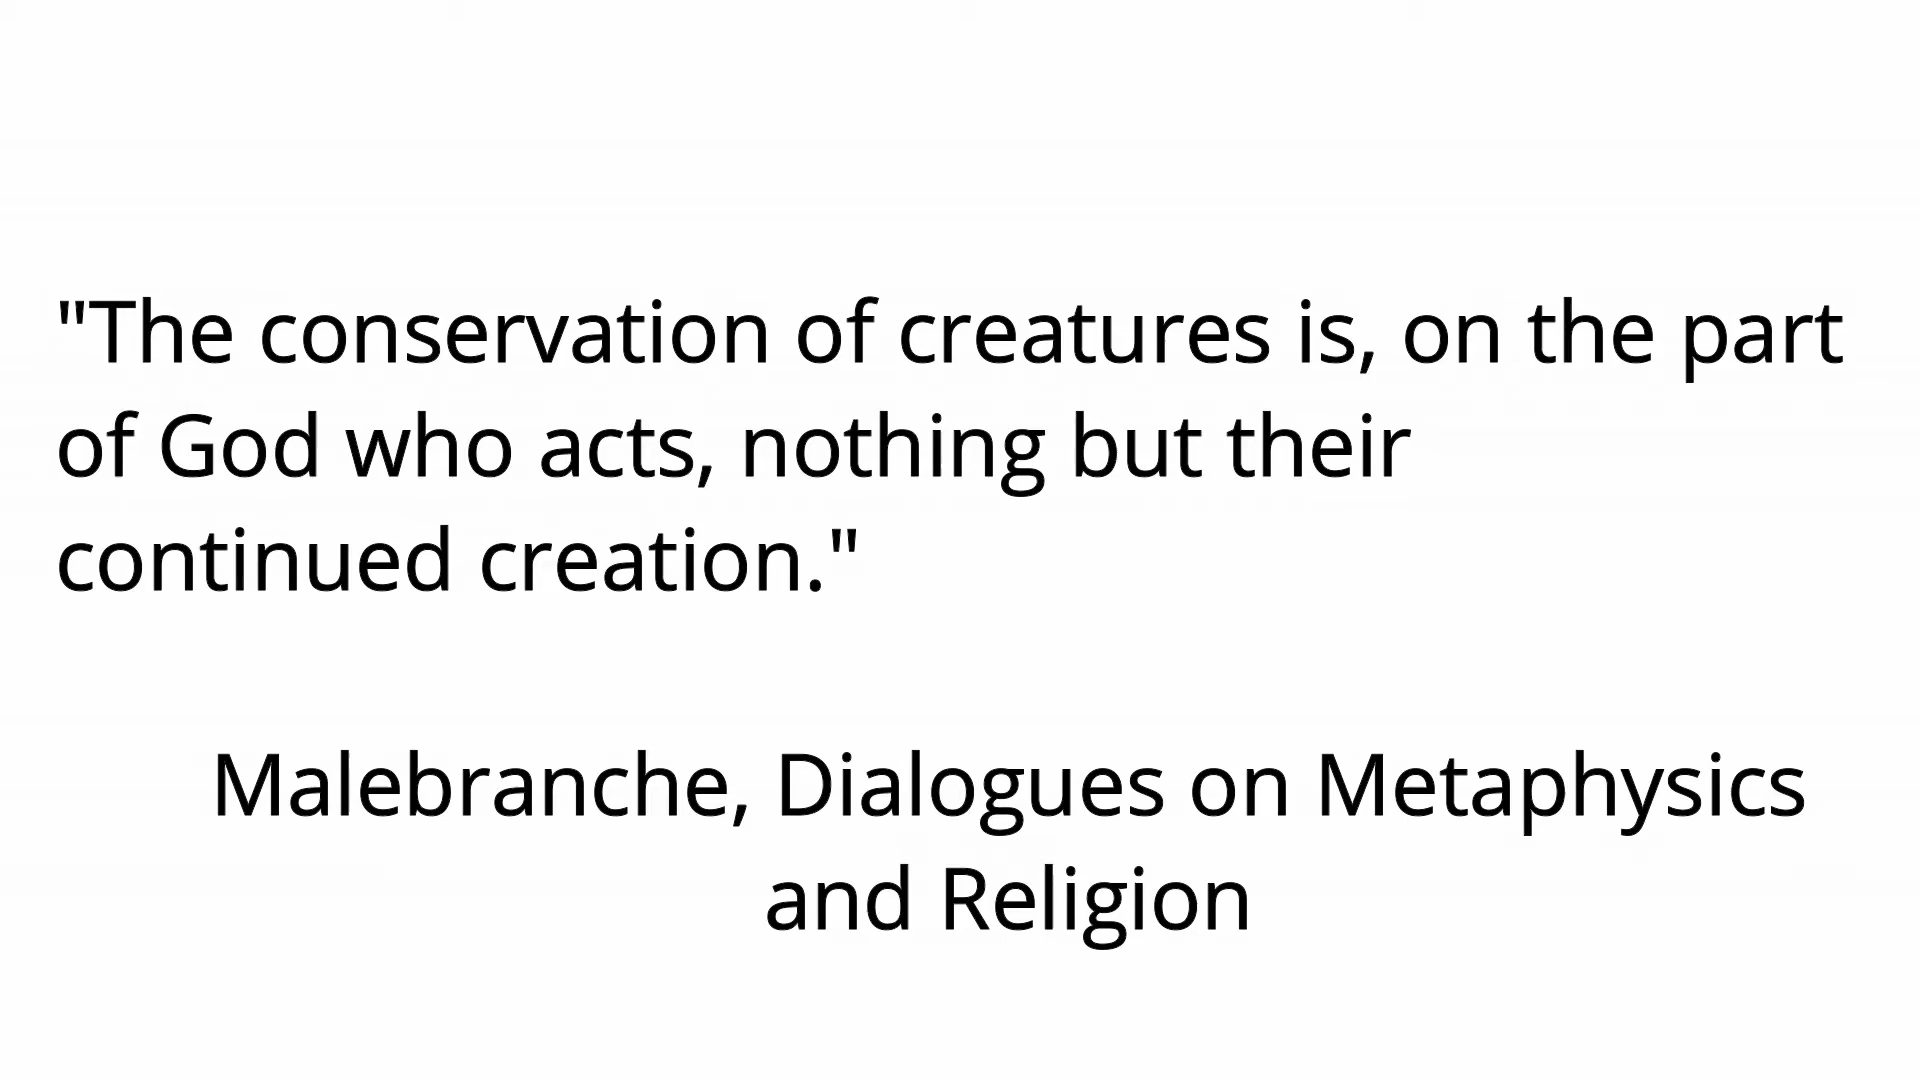 "The conservation of creatures is, on the part
of God who acts, nothing but their
continued creation."
Malebranche, Dialogues on Metaphysics
and Religion